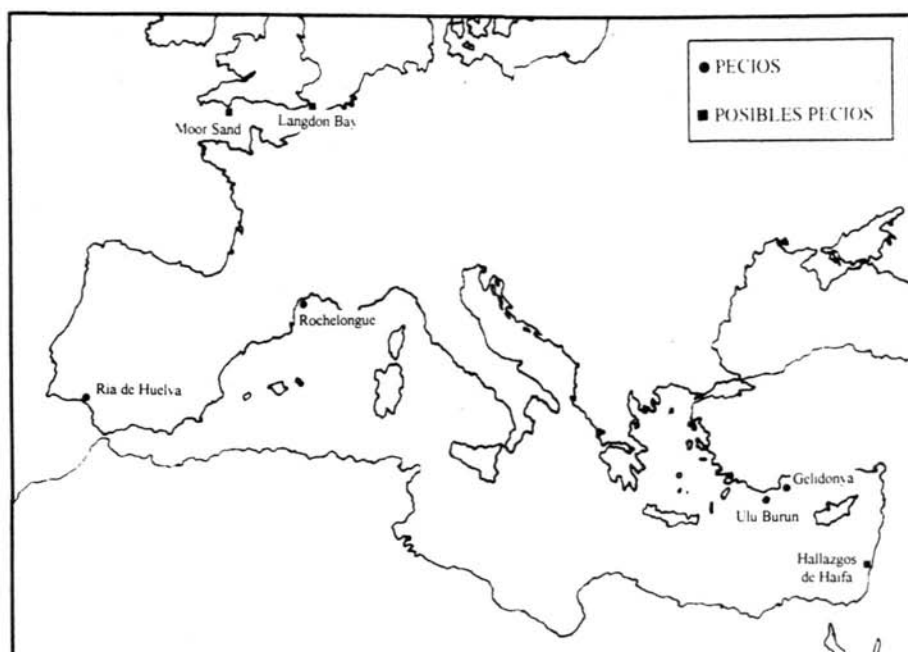 PECIOS
POSIBLES PECIOS
Moor Sand
Langdon Bay
Rochelongue
Ria de Huelva
Gelidonya
Ulu Burun
Hallazgos
de Haifa